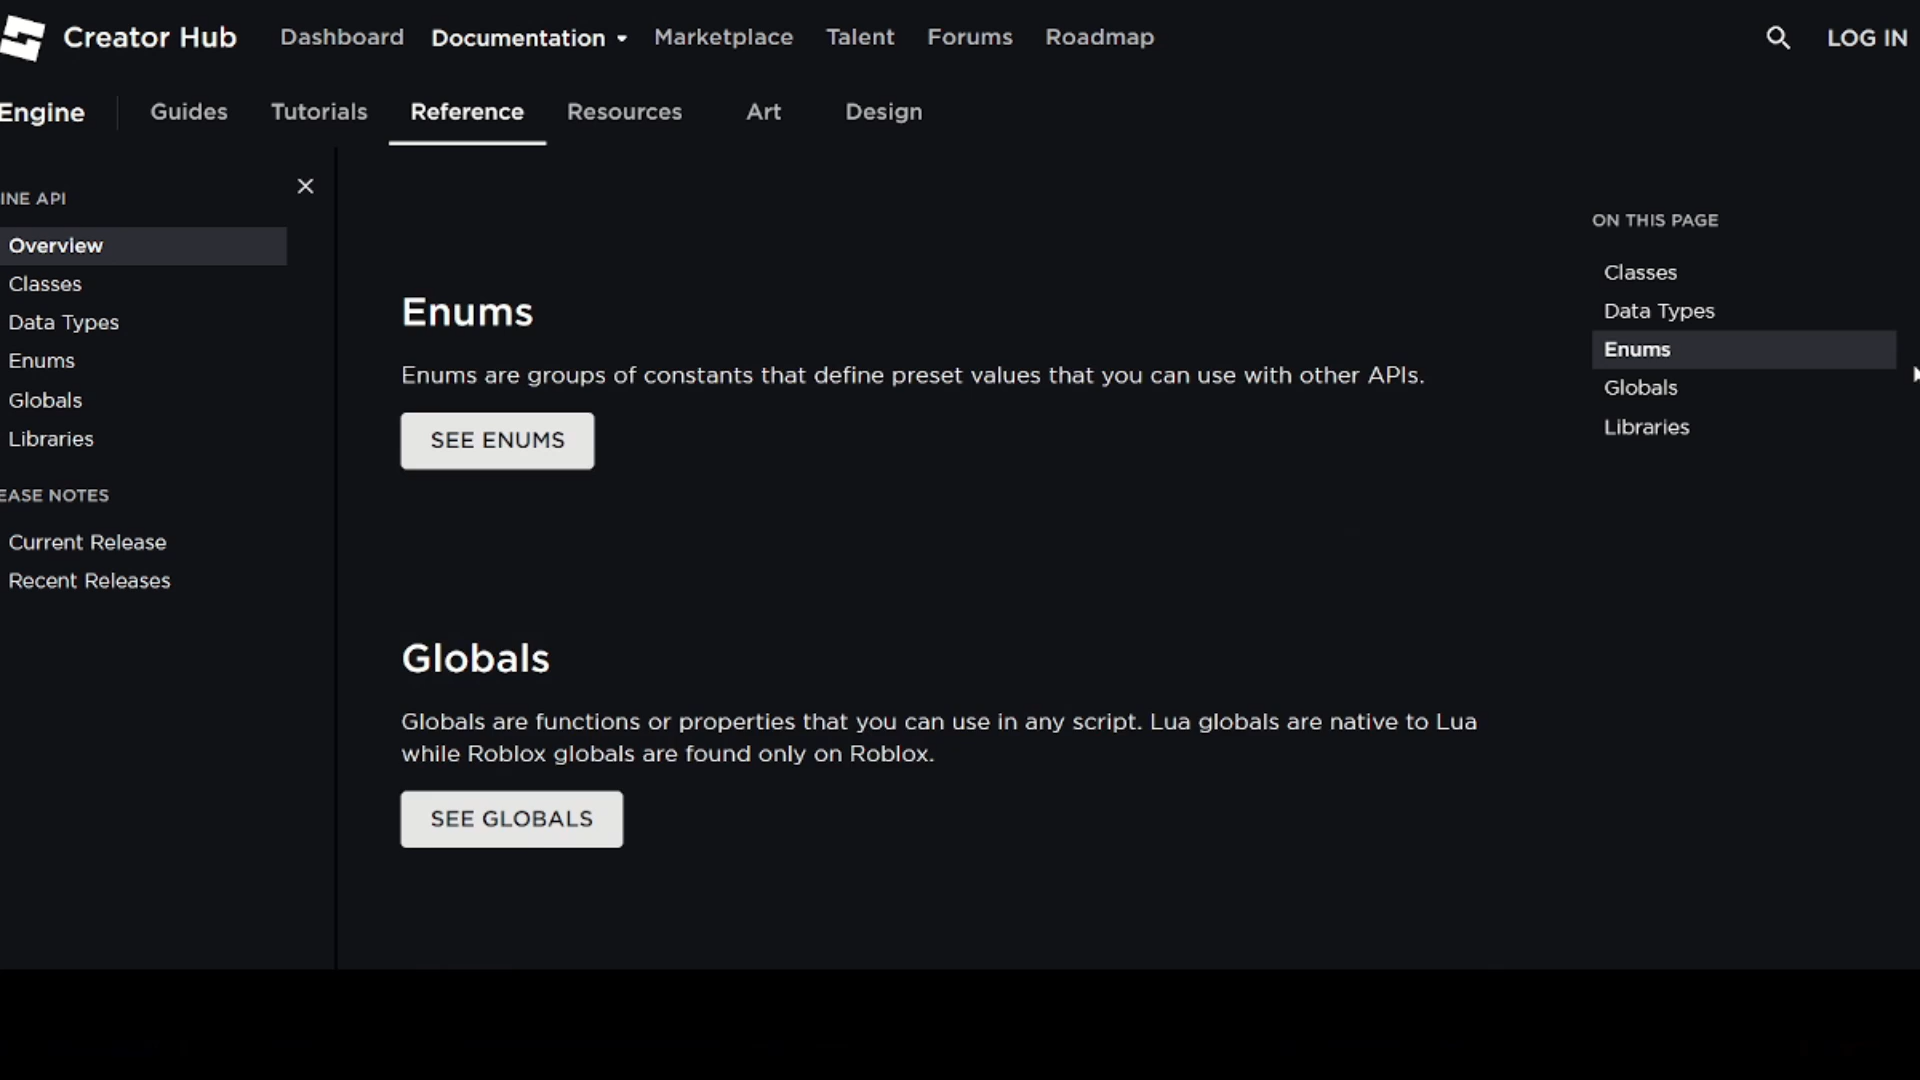 Creator Hub Dashboard Documentation Marketplace Talent Forums Roadmap LOG IN
Engine Guides Tutorials Reference Resources Art Design
INE API
Overview
Classes
Data Types
Enums
Globals
Libraries
EASE NOTES
Current Release
Recent Releases
Enums
Enums are groups of constants that define preset values that you can use with other APIs.
SEE ENUMS
Globals
Globals are functions or properties that you can use in any script. Lua globals are native to Lua
while Roblox globals are found only on Roblox.
SEE GLOBALS
ON THIS PAGE
Classes
Data Types
Enums
Globals
Libraries